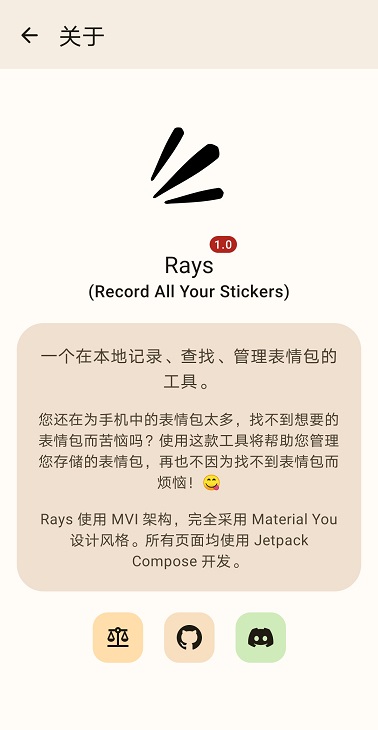 关于
1.0
Rays
(Record All Your Stickers)
一个在本地记录、查找、管理表情包的
工具。
您还在为手机中的表情包太多，找不到想要的
表情包而苦恼吗？使用这款工具将帮助您管理
您存储的表情包，再也不因为找不到表情包而
烦恼！😋
Rays 使用 MVI 架构，完全采用 Material You
设计风格。所有页面均使用 Jetpack
Compose 开发。